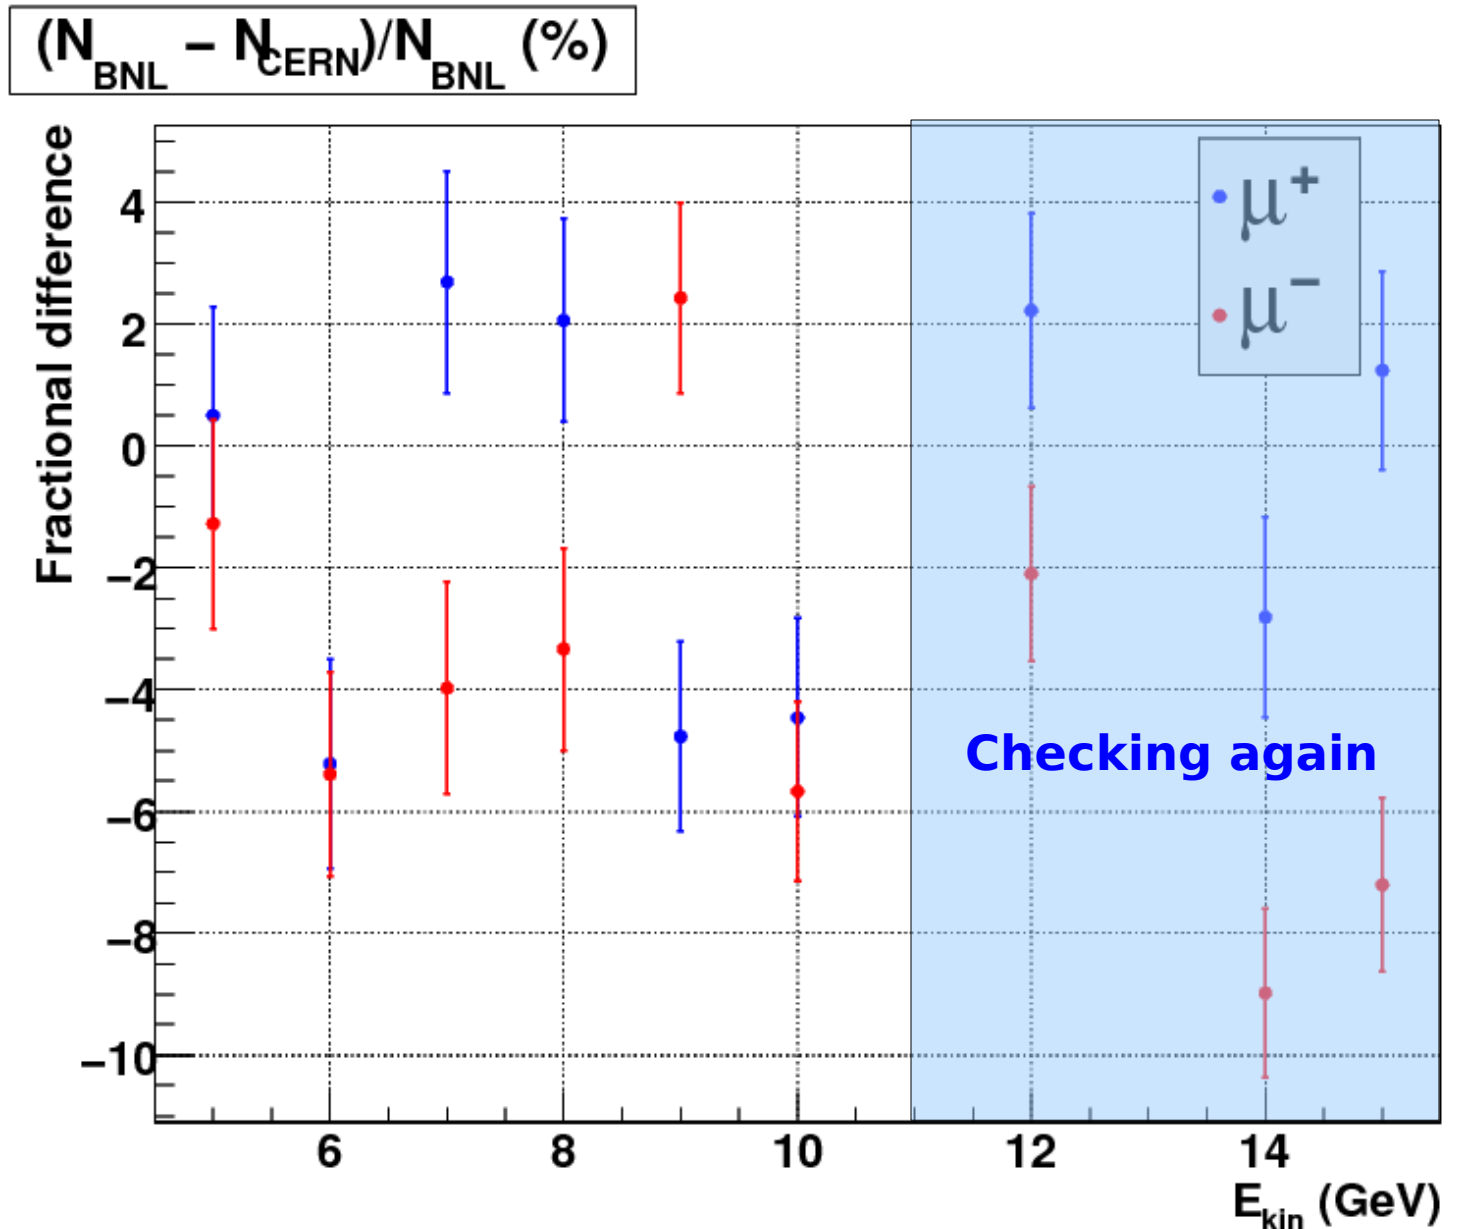 (N_BNL − N_CERN)/N_BNL (%)
Fractional difference
4
2
0
−2
−4
−6
−8
−10
μ+
μ−
Checking again
6 8 10 12 14
E_kin (GeV)